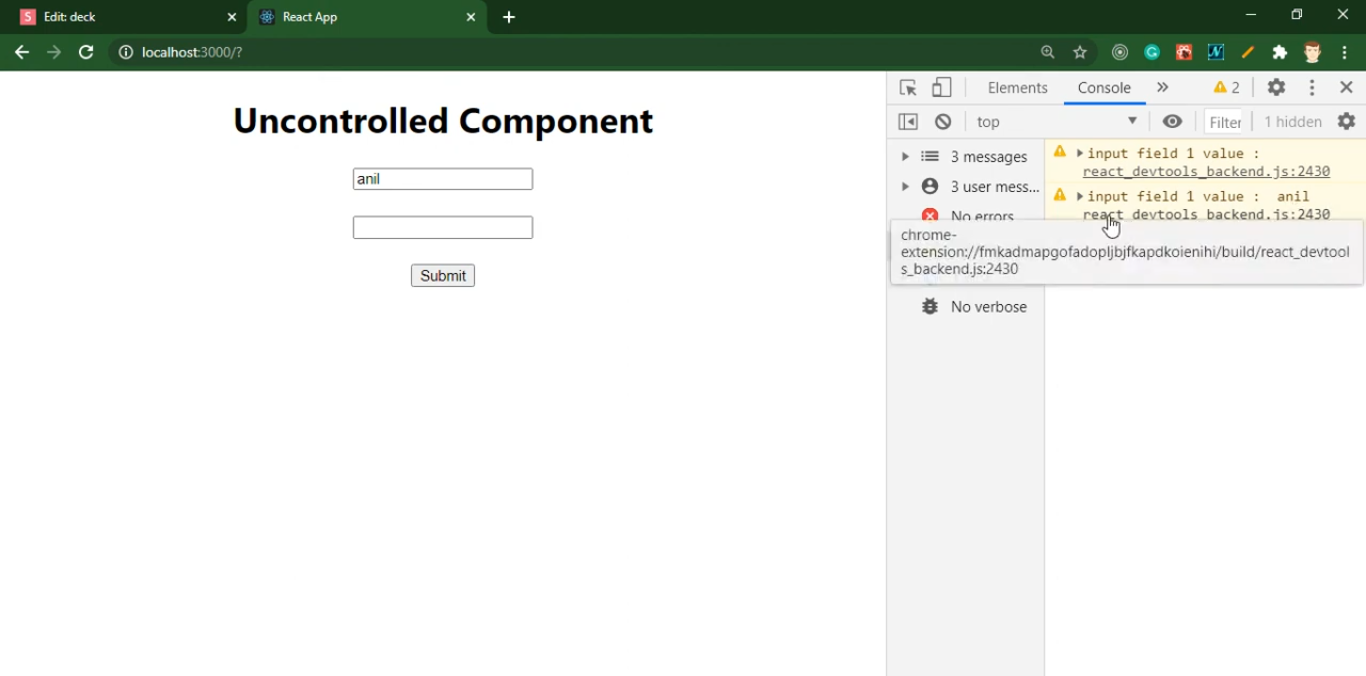 Edit: deck
React App
localhost:3000/?
Elements
Console
2
top
Filter
1 hidden
Uncontrolled Component
anil
Submit
3 messages
3 user mess...
No errors
No verbose
input field 1 value :
react_devtools_backend.js:2430
input field 1 value : anil
react_devtools_backend.js:2430
chrome-
extension://fmkadmapgofadopljbjfkapdkoienihi/build/react_devtool
s_backend.js:2430